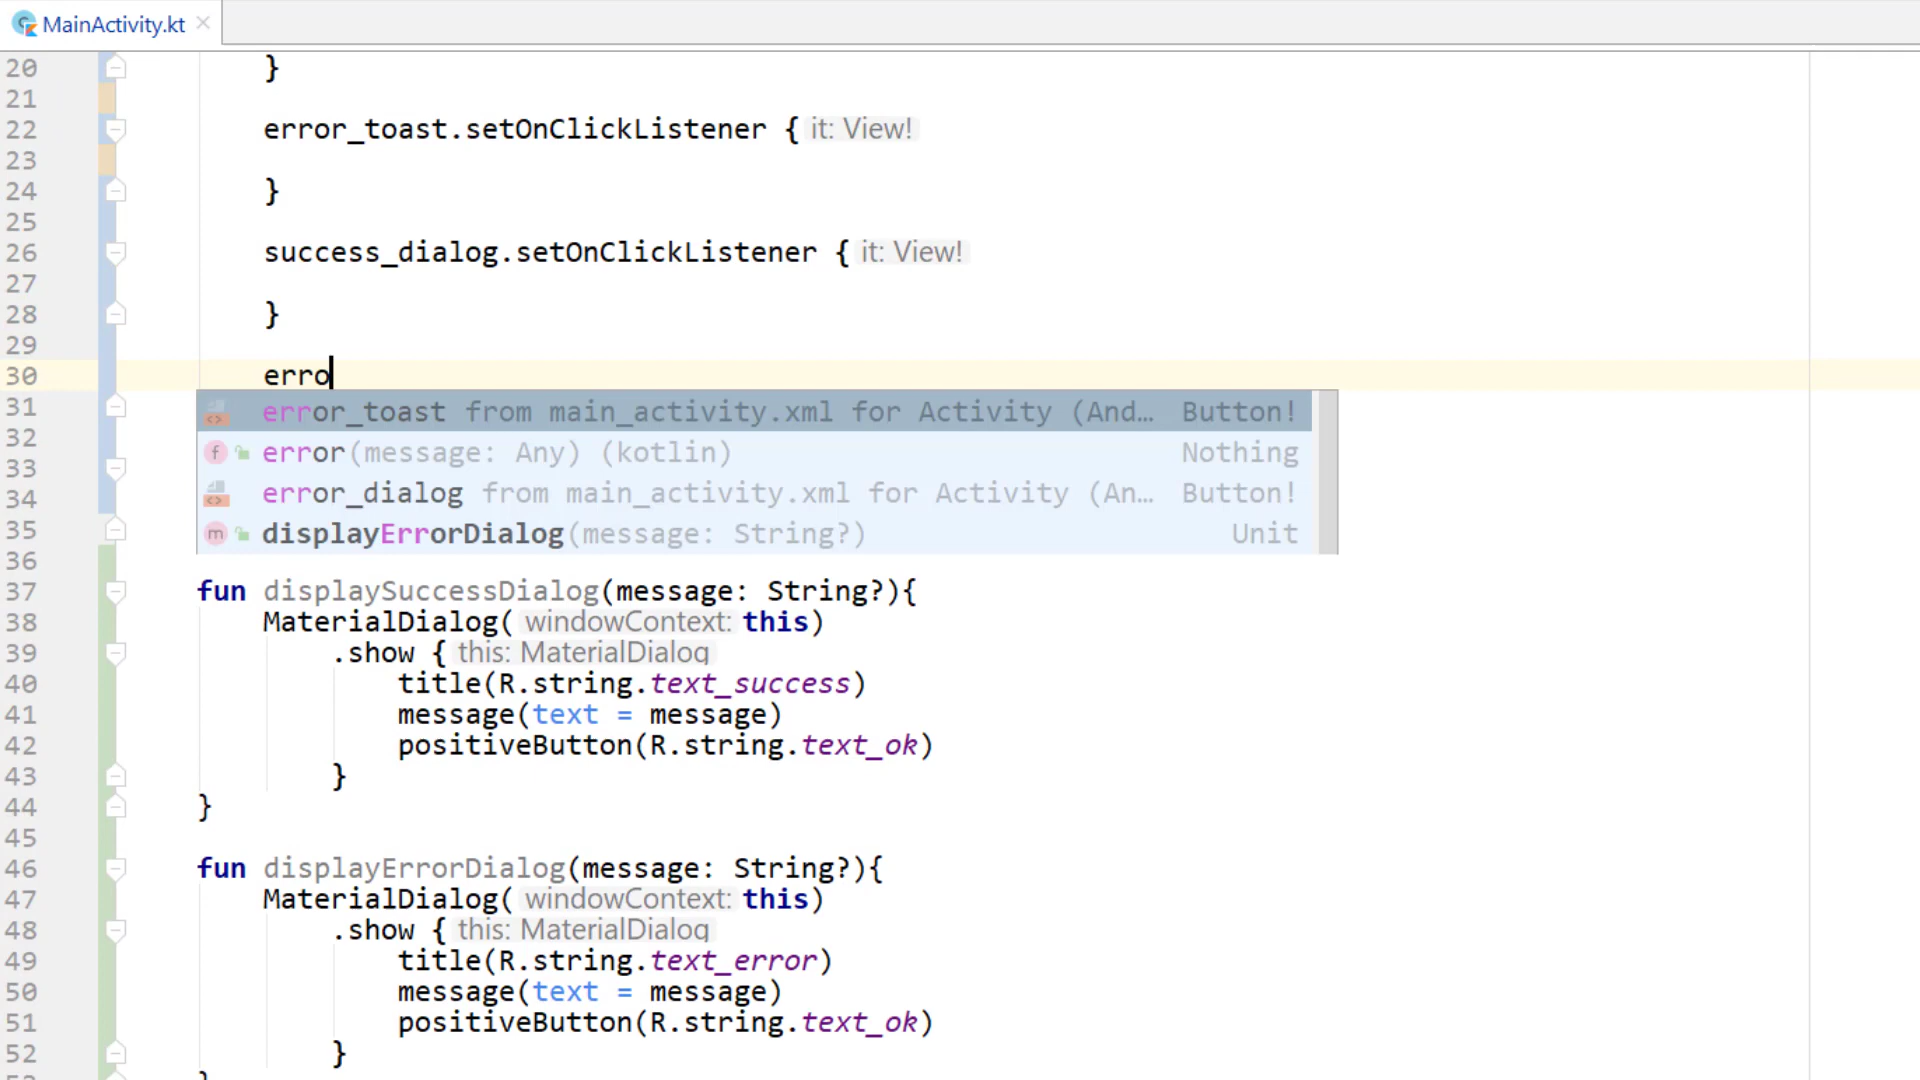 MainActivity.kt
20 }
21
22 error_toast.setOnClickListener { it: View!
23
24 }
25
26 success_dialog.setOnClickListener { it: View!
27
28 }
29
30 erro
31 error_toast from main_activity.xml for Activity (And… Button!
32 error(message: Any) (kotlin) Nothing
33
34 error_dialog from main_activity.xml for Activity (An… Button!
35 displayErrorDialog(message: String?) Unit
36
37 fun displaySuccessDialog(message: String?){
38 MaterialDialog( windowContext: this)
39 .show { this: MaterialDialog
40 title(R.string.text_success)
41 message(text = message)
42 positiveButton(R.string.text_ok)
43 }
44 }
45
46 fun displayErrorDialog(message: String?){
47 MaterialDialog( windowContext: this)
48 .show { this: MaterialDialog
49 title(R.string.text_error)
50 message(text = message)
51 positiveButton(R.string.text_ok)
52 }